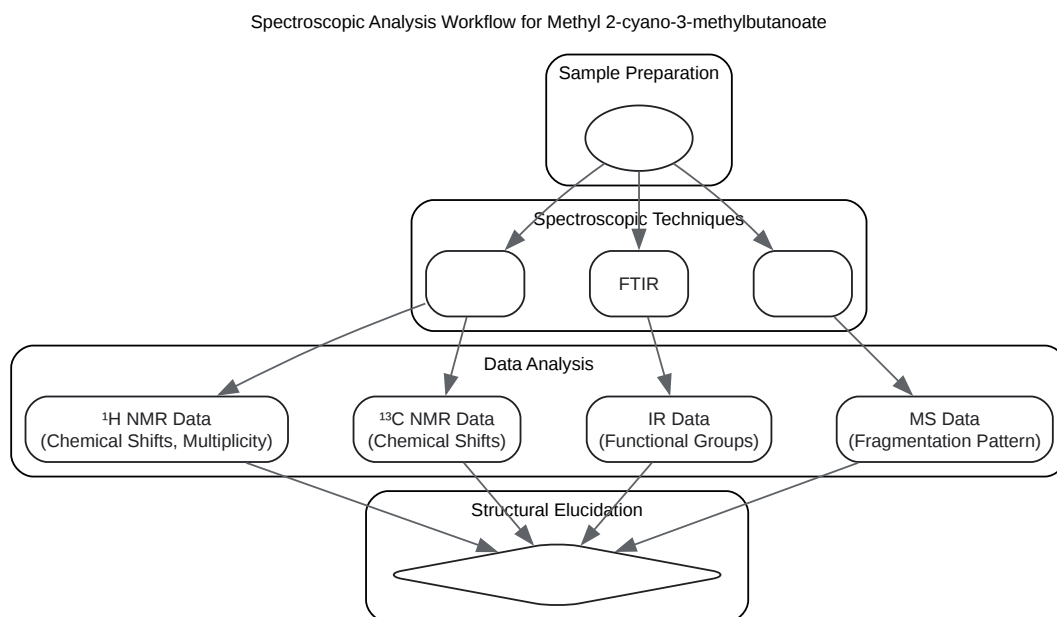 Spectroscopic Analysis Workflow for Methyl 2-cyano-3-methylbutanoate
Sample Preparation
Spectroscopic Techniques
FTIR
Data Analysis
¹H NMR Data
(Chemical Shifts, Multiplicity)
¹³C NMR Data
(Chemical Shifts)
IR Data
(Functional Groups)
MS Data
(Fragmentation Pattern)
Structural Elucidation